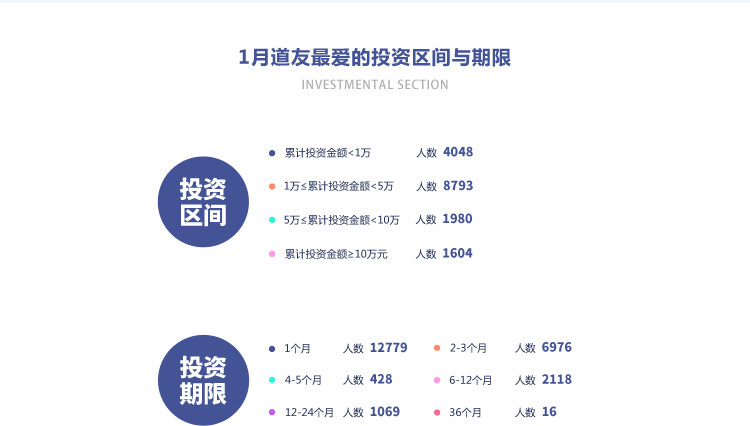 1月道友最爱的投资区间与期限
INVESTMENTAL SECTION
投资
区间
累计投资金额<1万 人数 4048
1万≤累计投资金额<5万 人数 8793
5万≤累计投资金额<10万 人数 1980
累计投资金额≥10万元 人数 1604
投资
期限
1个月 人数 12779 2-3个月 人数 6976
4-5个月 人数 428 6-12个月 人数 2118
12-24个月 人数 1069 36个月 人数 16